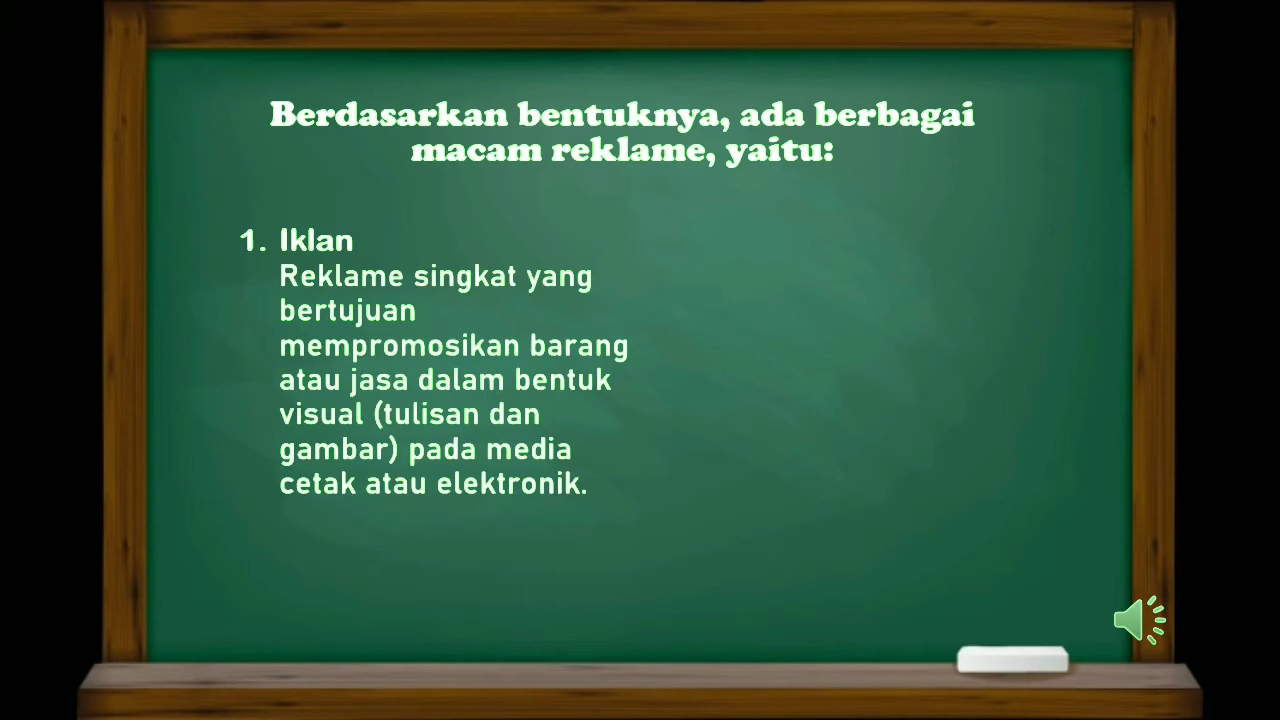 Berdasarkan bentuknya, ada berbagai
macam reklame, yaitu:
1. Iklan
Reklame singkat yang
bertujuan
mempromosikan barang
atau jasa dalam bentuk
visual (tulisan dan
gambar) pada media
cetak atau elektronik.